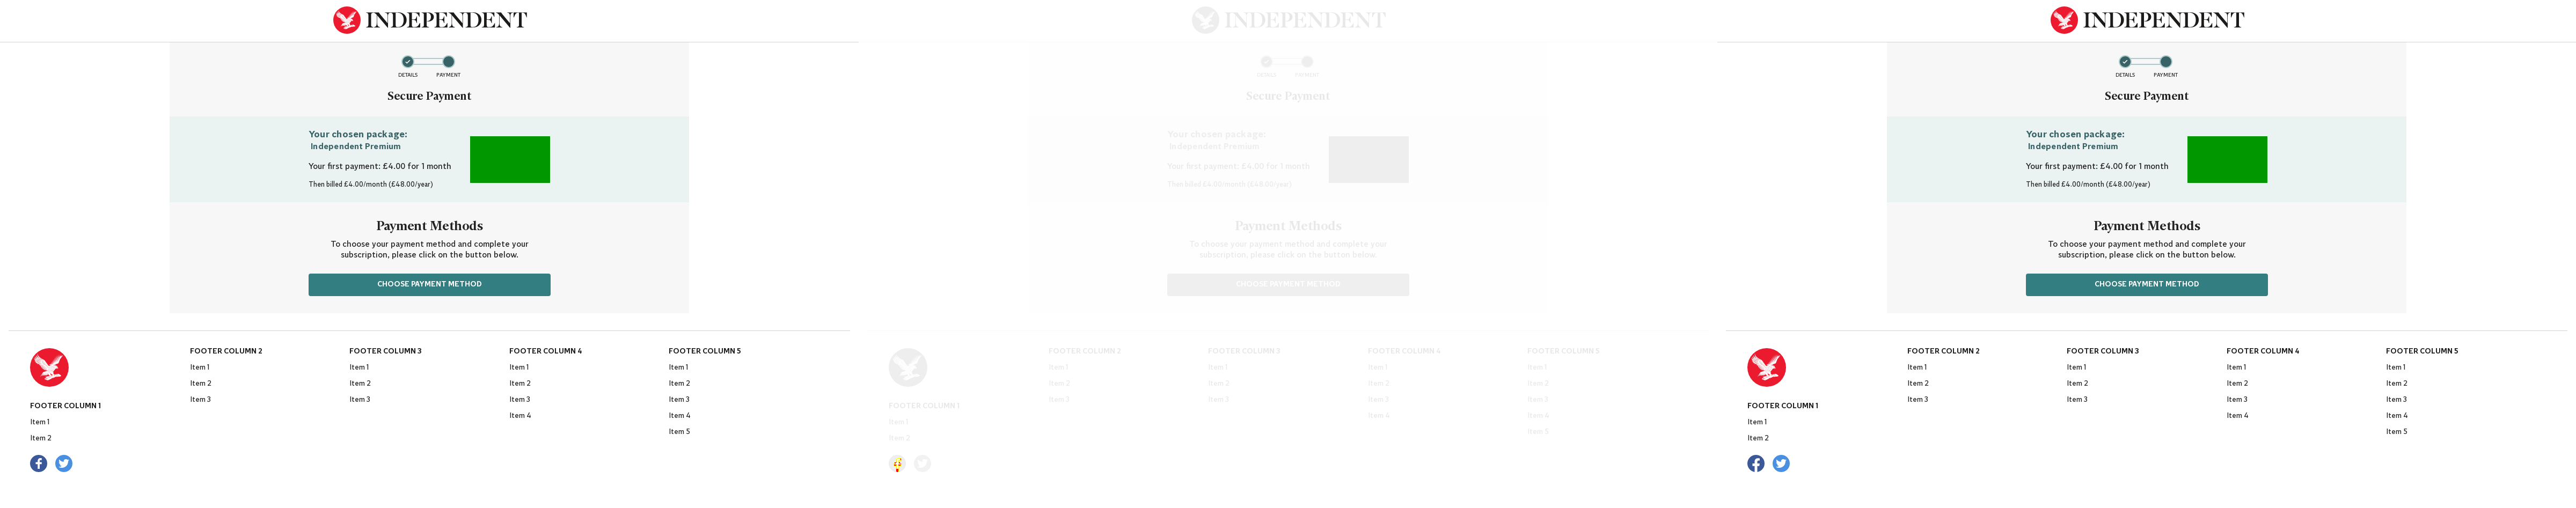 INDEPENDENT
DETAILS
PAYMENT
Secure Payment
Your chosen package:
Independent Premium
Your first payment: £4.00 for 1 month
Then billed £4.00/month (£48.00/year)
Payment Methods
To choose your payment method and complete your
subscription, please click on the button below.
CHOOSE PAYMENT METHOD
FOOTER COLUMN 1
Item 1
Item 2
FOOTER COLUMN 2
Item 1
Item 2
Item 3
FOOTER COLUMN 3
Item 1
Item 2
Item 3
FOOTER COLUMN 4
Item 1
Item 2
Item 3
Item 4
FOOTER COLUMN 5
Item 1
Item 2
Item 3
Item 4
Item 5
INDEPENDENT
DETAILS
PAYMENT
Secure Payment
Your chosen package:
Independent Premium
Your first payment: £4.00 for 1 month
Then billed £4.00/month (£48.00/year)
Payment Methods
To choose your payment method and complete your
subscription, please click on the button below.
CHOOSE PAYMENT METHOD
FOOTER COLUMN 1
Item 1
Item 2
FOOTER COLUMN 2
Item 1
Item 2
Item 3
FOOTER COLUMN 3
Item 1
Item 2
Item 3
FOOTER COLUMN 4
Item 1
Item 2
Item 3
Item 4
FOOTER COLUMN 5
Item 1
Item 2
Item 3
Item 4
Item 5
INDEPENDENT
DETAILS
PAYMENT
Secure Payment
Your chosen package:
Independent Premium
Your first payment: £4.00 for 1 month
Then billed £4.00/month (£48.00/year)
Payment Methods
To choose your payment method and complete your
subscription, please click on the button below.
CHOOSE PAYMENT METHOD
FOOTER COLUMN 1
Item 1
Item 2
FOOTER COLUMN 2
Item 1
Item 2
Item 3
FOOTER COLUMN 3
Item 1
Item 2
Item 3
FOOTER COLUMN 4
Item 1
Item 2
Item 3
Item 4
FOOTER COLUMN 5
Item 1
Item 2
Item 3
Item 4
Item 5